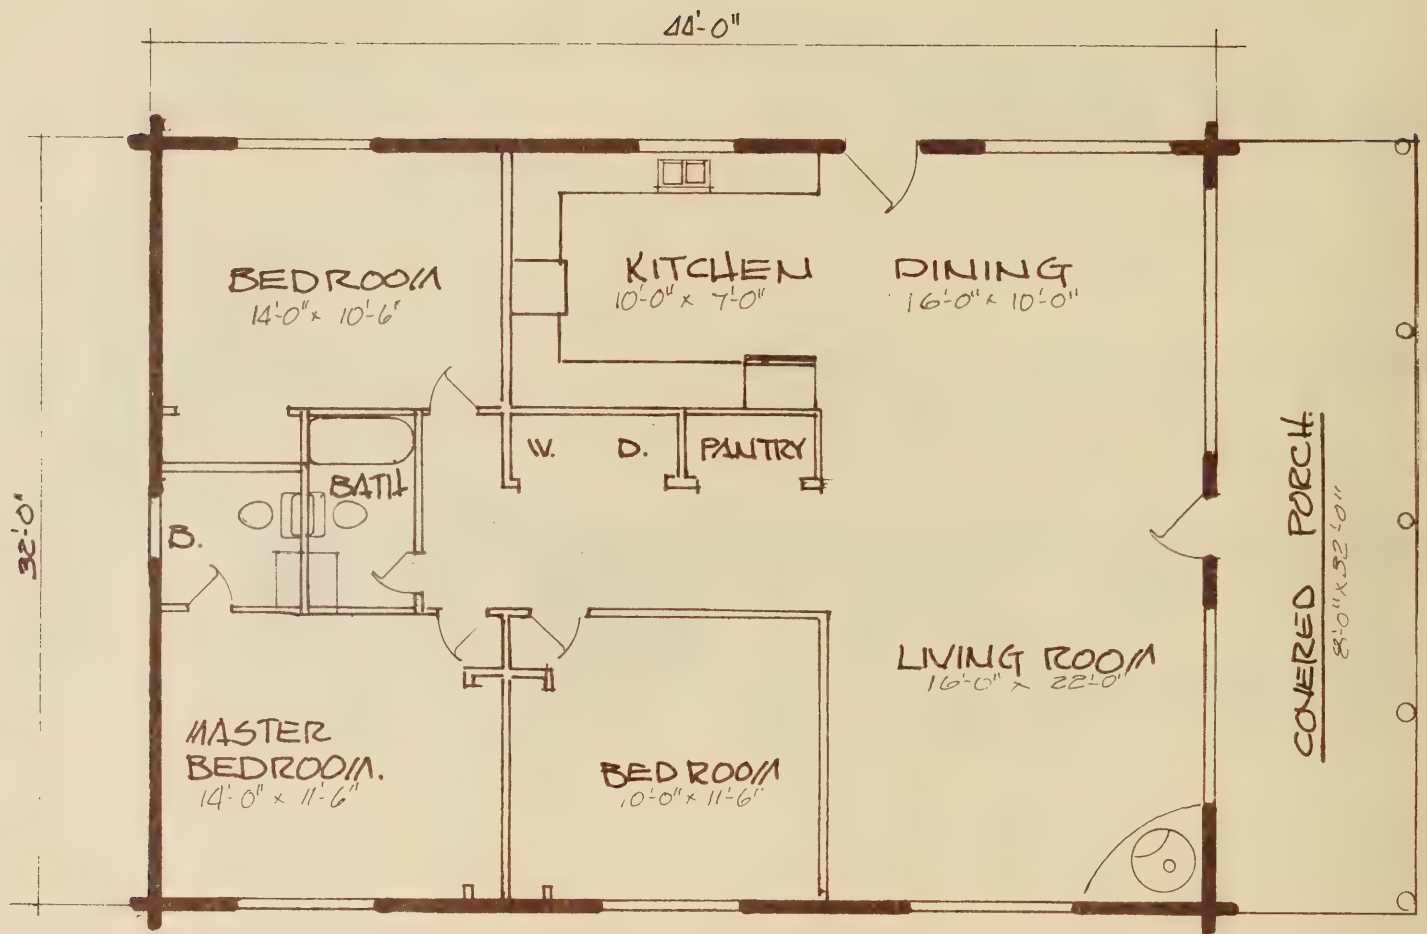 44'-0"
32'-0"
BEDROOM
14'-0" x 10'-6"
KITCHEN
10'-0" x 7'-0"
DINING
16'-0" x 10'-0"
W.
D.
PANTRY
BATH
B.
COVERED PORCH.
8'-0" x 32'-0"
LIVING ROOM
16'-0" x 22'-0"
MASTER
BEDROOM.
14'-0" x 11'-6"
BEDROOM
10'-0" x 11'-6"